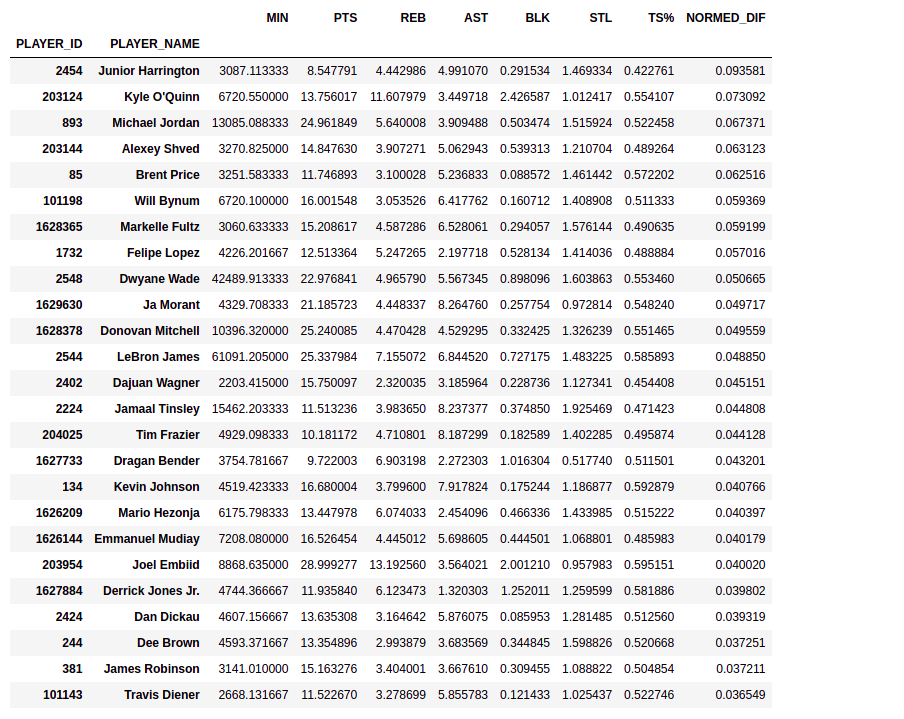 MIN PTS REB AST BLK STL TS% NORMED_DIF
PLAYER_ID PLAYER_NAME
2454 Junior Harrington 3087.113333 8.547791 4.442986 4.991070 0.291534 1.469334 0.422761 0.093581
203124 Kyle O'Quinn 6720.550000 13.756017 11.607979 3.449718 2.426587 1.012417 0.554107 0.073092
893 Michael Jordan 13085.088333 24.961849 5.640008 3.909488 0.503474 1.515924 0.522458 0.067371
203144 Alexey Shved 3270.825000 14.847630 3.907271 5.062943 0.539313 1.210704 0.489264 0.063123
85 Brent Price 3251.583333 11.746893 3.100028 5.236833 0.088572 1.461442 0.572202 0.062516
101198 Will Bynum 6720.100000 16.001548 3.053526 6.417762 0.160712 1.408908 0.511333 0.059369
1628365 Markelle Fultz 3060.633333 15.208617 4.587286 6.528061 0.294057 1.576144 0.490635 0.059199
1732 Felipe Lopez 4226.201667 12.513364 5.247265 2.197718 0.528134 1.414036 0.488884 0.057016
2548 Dwyane Wade 42489.913333 22.976841 4.965790 5.567345 0.898096 1.603863 0.553460 0.050665
1629630 Ja Morant 4329.708333 21.185723 4.448337 8.264760 0.257754 0.972814 0.548240 0.049717
1628378 Donovan Mitchell 10396.320000 25.240085 4.470428 4.529295 0.332425 1.326239 0.551465 0.049559
2544 LeBron James 61091.205000 25.337984 7.155072 6.844520 0.727175 1.483225 0.585893 0.048850
2402 Dajuan Wagner 2203.415000 15.750097 2.320035 3.185964 0.228736 1.127341 0.454408 0.045151
2224 Jamaal Tinsley 15462.203333 11.513236 3.983650 8.237377 0.374850 1.925469 0.471423 0.044808
204025 Tim Frazier 4929.098333 10.181172 4.710801 8.187299 0.182589 1.402285 0.495874 0.044128
1627733 Dragan Bender 3754.781667 9.722003 6.903198 2.272303 1.016304 0.517740 0.511501 0.043201
134 Kevin Johnson 4519.423333 16.680004 3.799600 7.917824 0.175244 1.186877 0.592879 0.040766
1626209 Mario Hezonja 6175.798333 13.447978 6.074033 2.454096 0.466336 1.433985 0.515222 0.040397
1626144 Emmanuel Mudiay 7208.080000 16.526454 4.445012 5.698605 0.444501 1.068801 0.485983 0.040179
203954 Joel Embiid 8868.635000 28.999277 13.192560 3.564021 2.001210 0.957983 0.595151 0.040020
1627884 Derrick Jones Jr. 4744.366667 11.935840 6.123473 1.320303 1.252011 1.259599 0.581886 0.039802
2424 Dan Dickau 4607.156667 13.635308 3.164642 5.876075 0.085953 1.281485 0.512560 0.039319
244 Dee Brown 4593.371667 13.354896 2.993879 3.683569 0.344845 1.598826 0.520668 0.037251
381 James Robinson 3141.010000 15.163276 3.404001 3.667610 0.309455 1.088822 0.504854 0.037211
101143 Travis Diener 2668.131667 11.522670 3.278699 5.855783 0.121433 1.025437 0.522746 0.036549